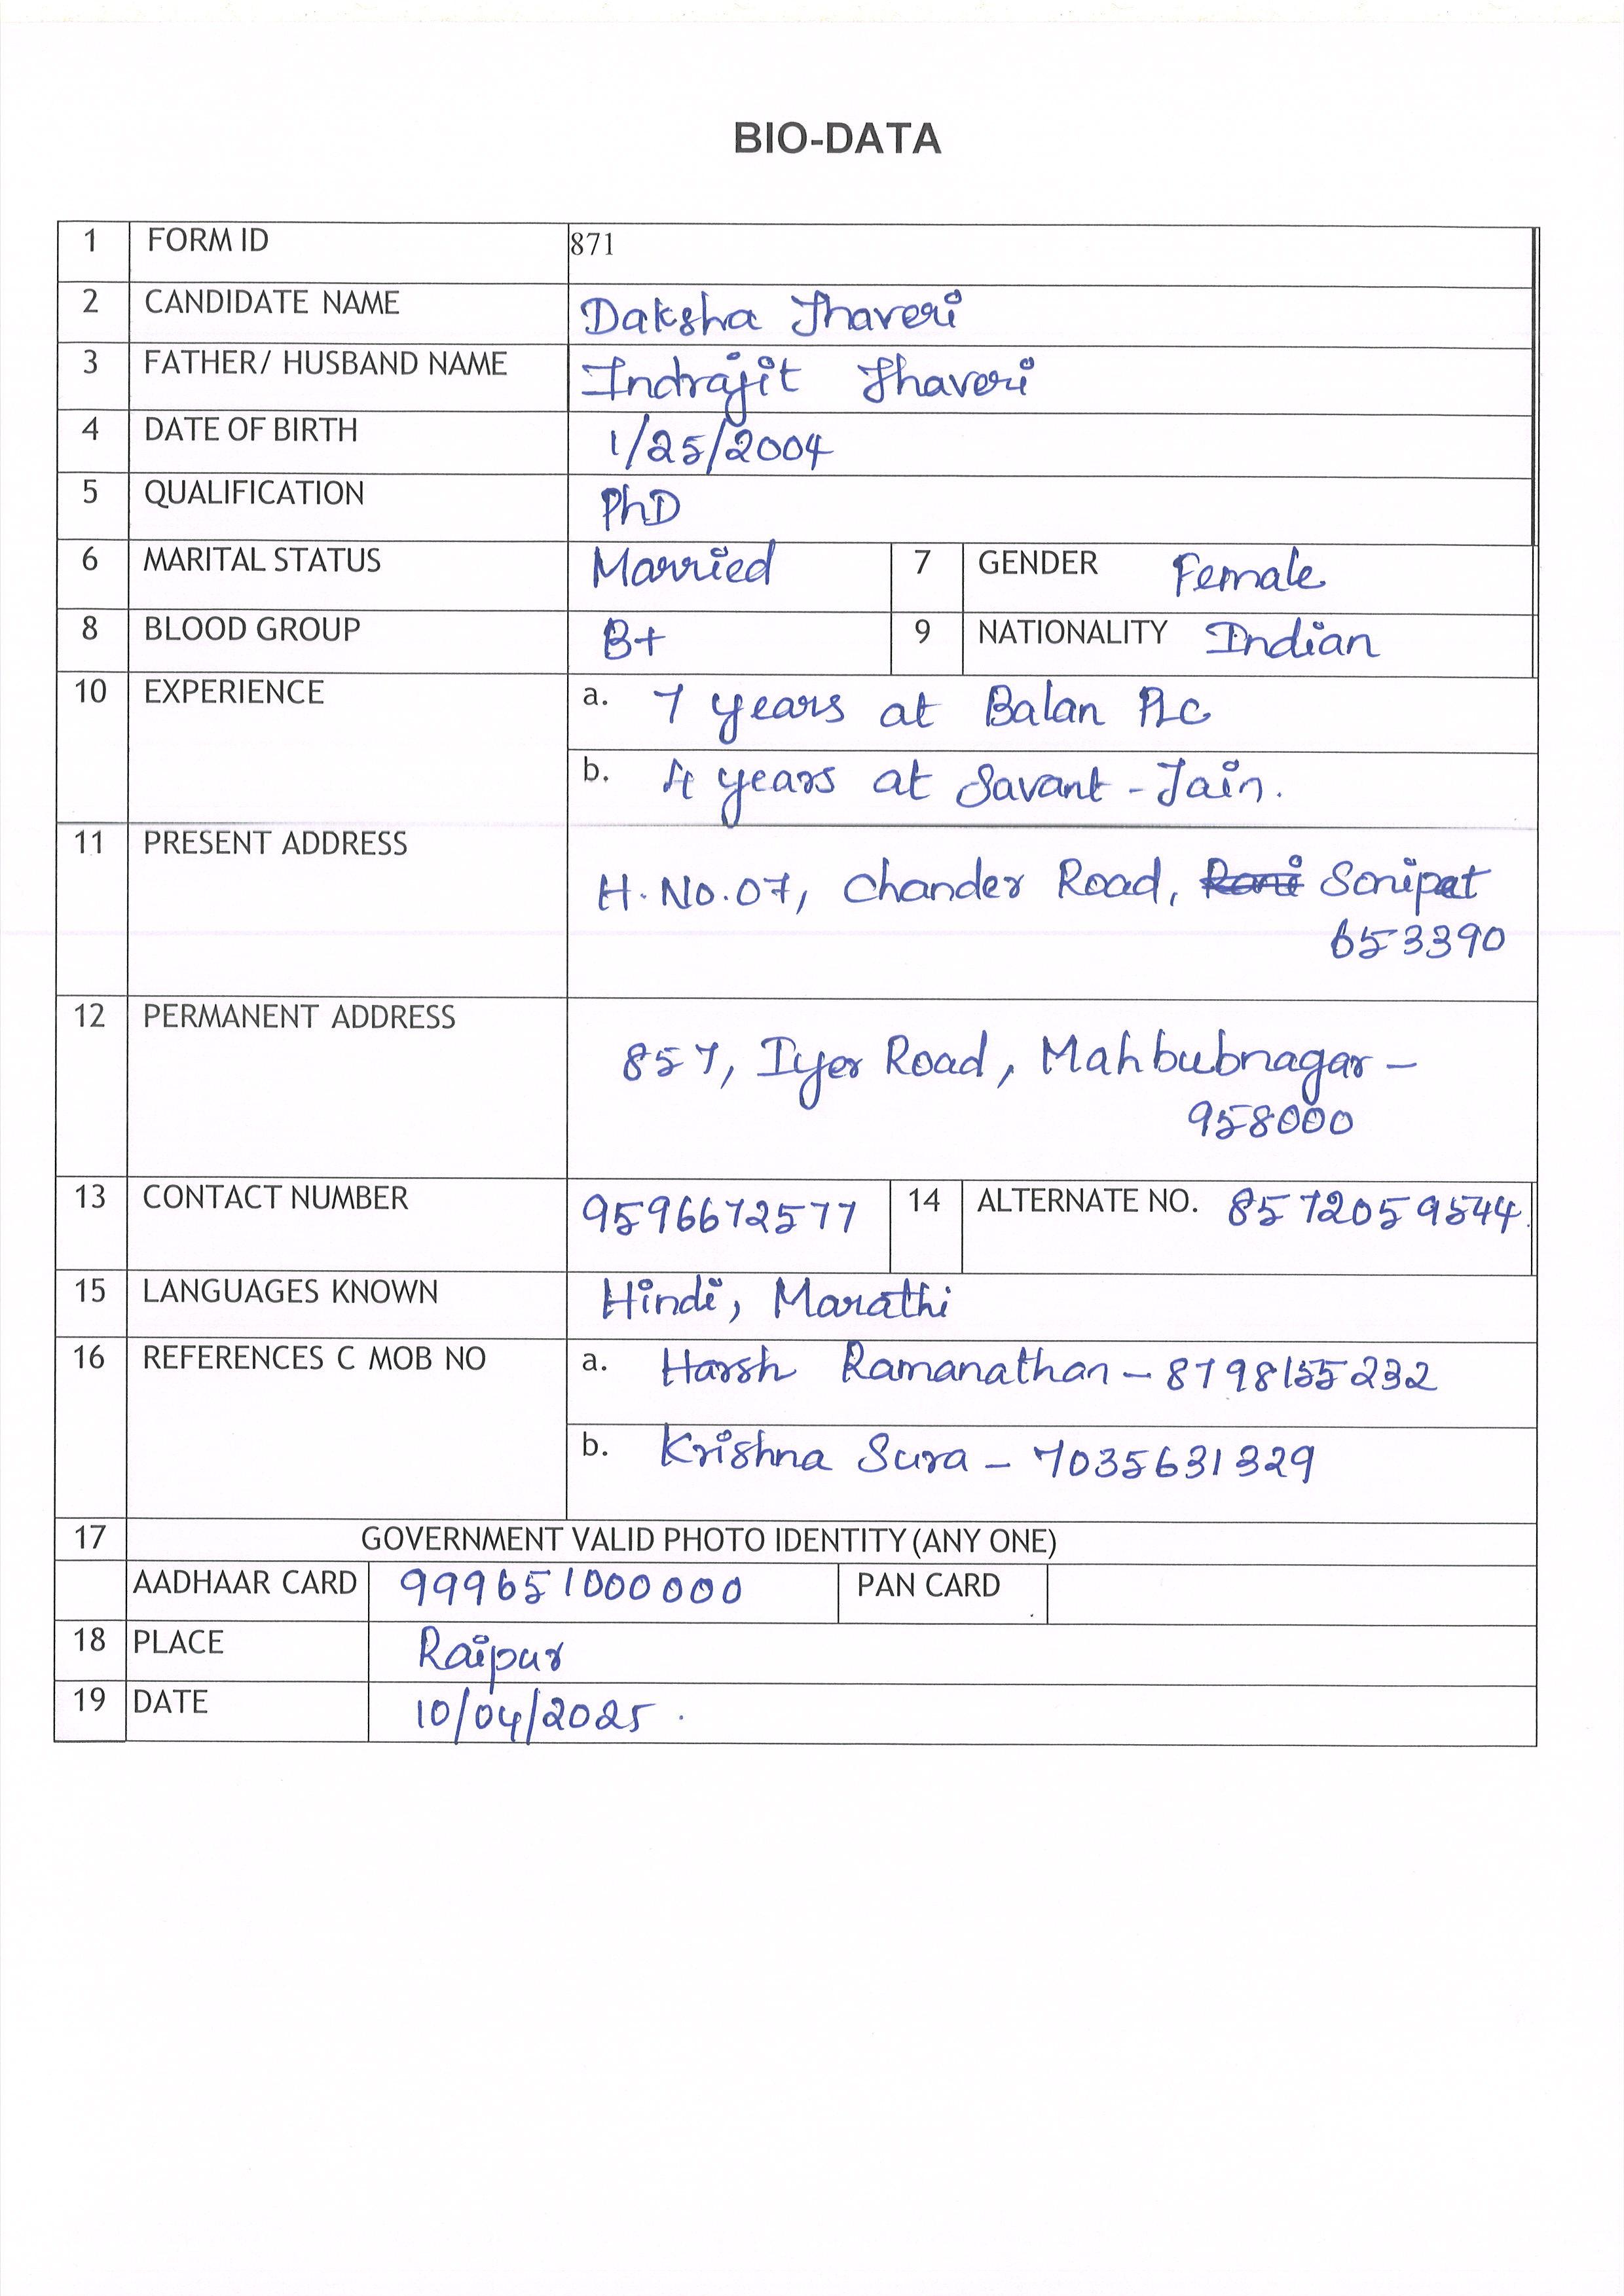 BIO-DATA
1 FORM ID 871
2 CANDIDATE NAME Daksha Jhaveri
3 FATHER/ HUSBAND NAME Indrajit Jhaveri
4 DATE OF BIRTH 1/25/2004
5 QUALIFICATION PhD
6 MARITAL STATUS Married 7 GENDER Female
8 BLOOD GROUP B+ 9 NATIONALITY Indian
10 EXPERIENCE a. 7 years at Balan PLC
b. 4 years at Savant - Jain.
11 PRESENT ADDRESS
H. No. 07, Chander Road, Sonipat
653390
12 PERMANENT ADDRESS
857, Iyer Road, Mahbubnagar -
958000
13 CONTACT NUMBER 9596672577 14 ALTERNATE NO. 8572059544
15 LANGUAGES KNOWN Hindi, Marathi
16 REFERENCES C MOB NO a. Harsh Ramanathan - 8798155232
b. Krishna Sura - 7035631329
17 GOVERNMENT VALID PHOTO IDENTITY (ANY ONE)
AADHAAR CARD 999651000000 PAN CARD
18 PLACE Raipur
19 DATE 10/04/2025.